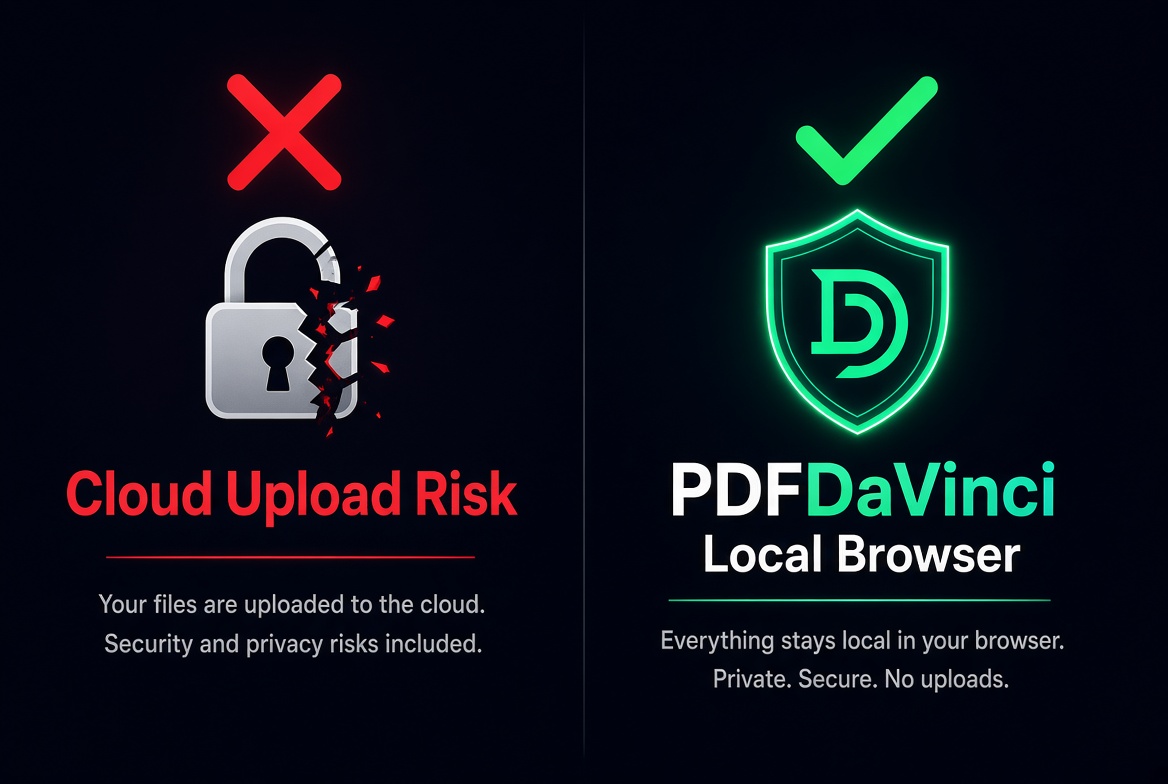 Cloud Upload Risk
Your files are uploaded to the cloud.
Security and privacy risks included.
PDFDaVinci
Local Browser
Everything stays local in your browser.
Private. Secure. No uploads.